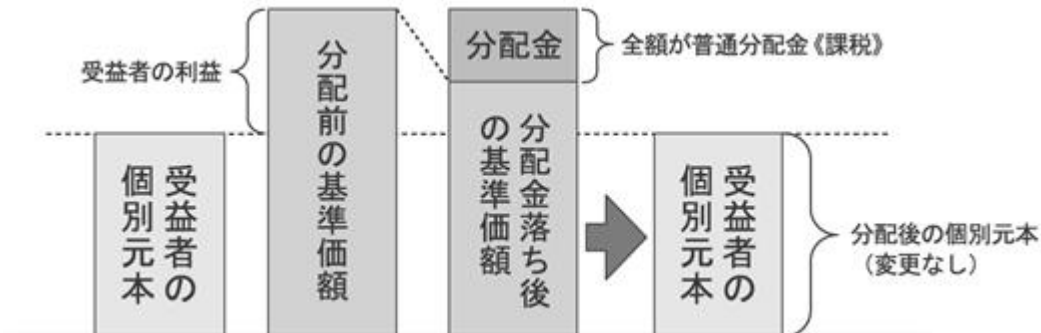 受益者の利益
分配前の基準価額
分配金
全額が普通分配金《課税》
受益者の
個別元本
分配金落ち後
の基準価額
受益者の
個別元本
分配後の個別元本
（変更なし）